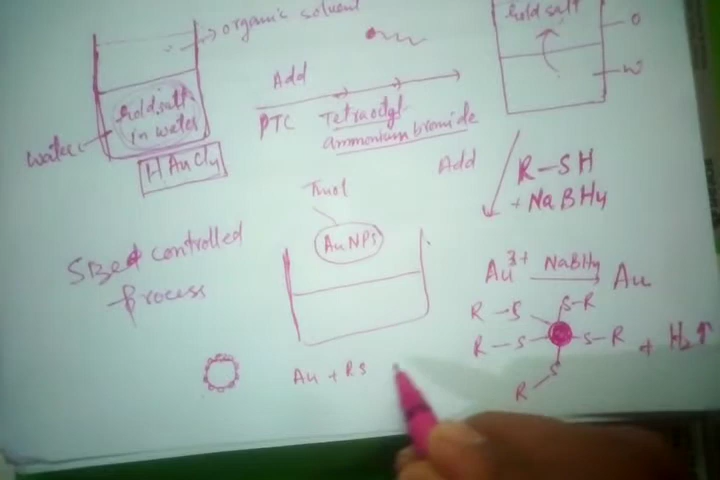 organic solvent
Gold salt
in water
water
HAuCl4
Add
PTC
Tetraoctyl-
ammonium bromide
Gold salt
O
W
Add
R-SH
+NaBH4
Size controlled
process
Thiol
AuNPs
Au3+ NaBH4 Au
R-S
S-R
R-S
S-R
+ H2↑
S
R
Au + RS